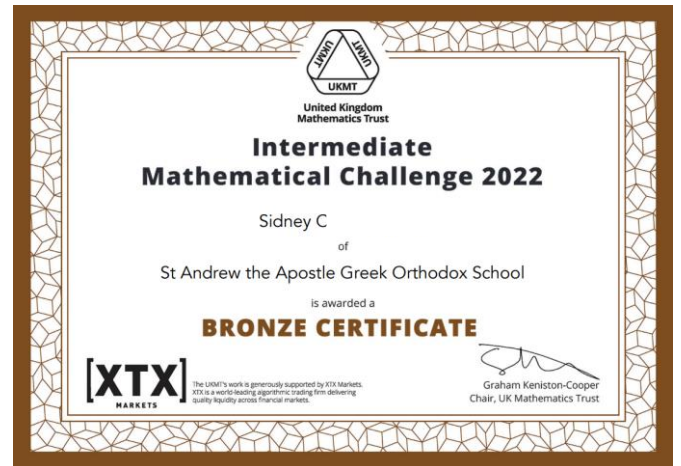 UKMT
UKMT
UKMT
United Kingdom
Mathematics Trust
Intermediate
Mathematical Challenge 2022
Sidney C
of
St Andrew the Apostle Greek Orthodox School
is awarded a
BRONZE CERTIFICATE
[XTX]
MARKETS
The UKMT's work is generously supported by XTX Markets.
XTX is a world-leading algorithmic trading firm delivering
quality liquidity across financial markets.
Graham Keniston-Cooper
Chair, UK Mathematics Trust